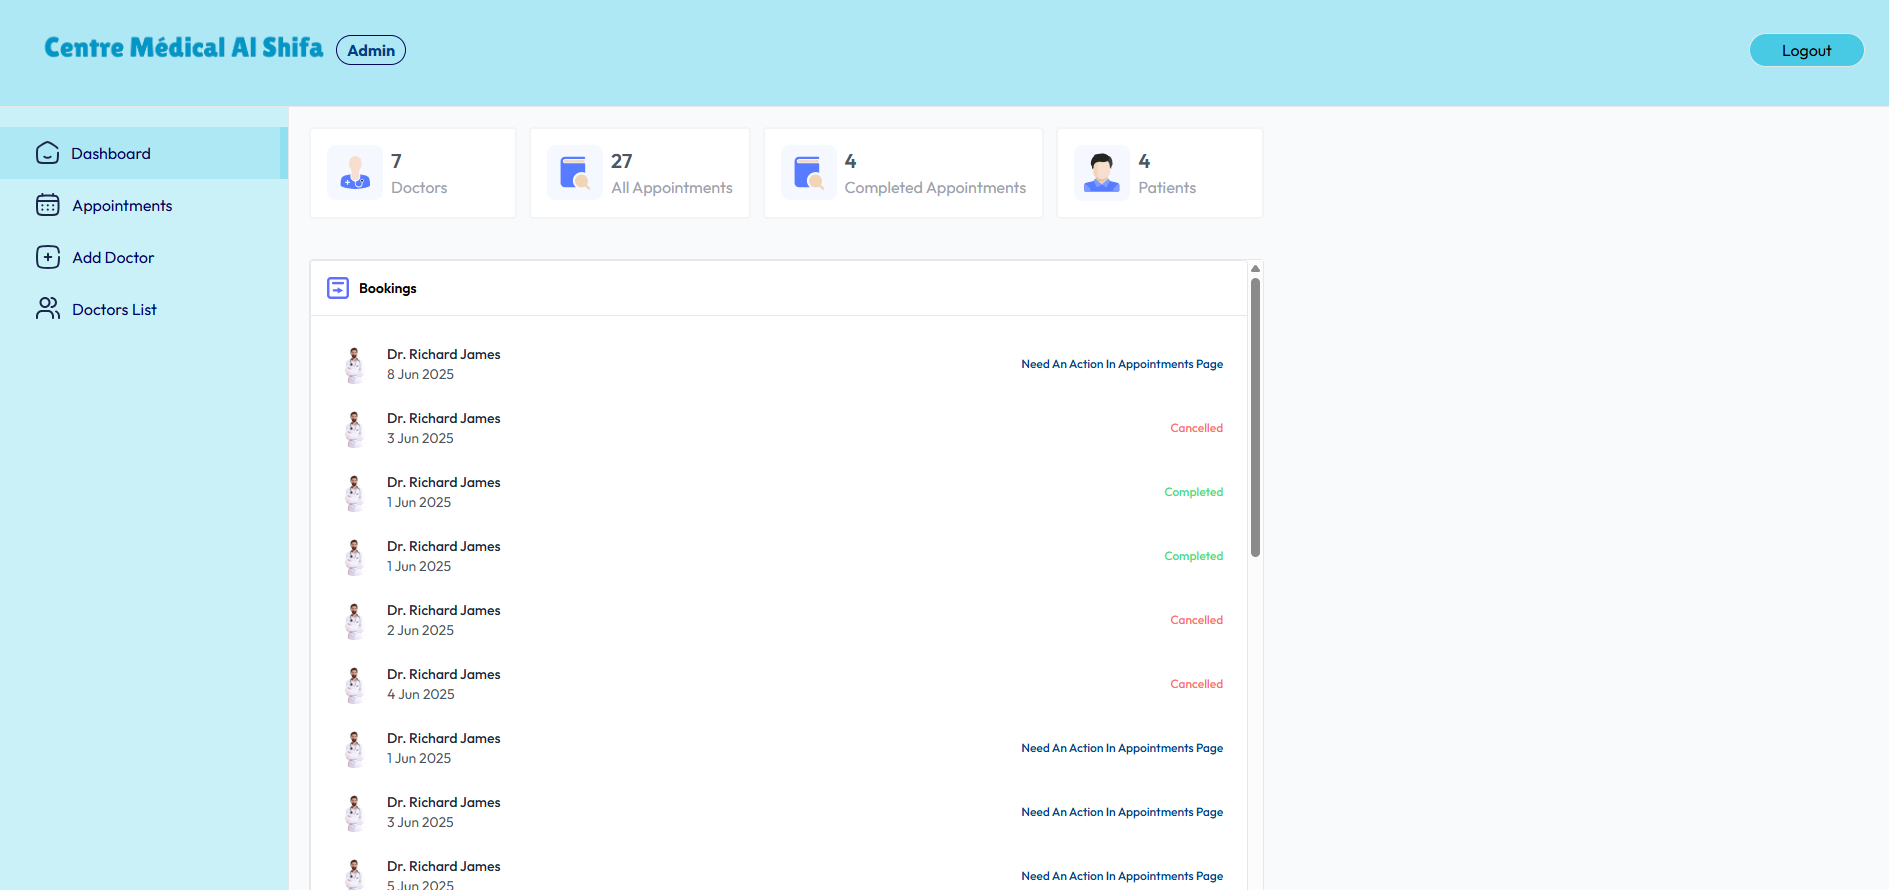 Centre Médical Al Shifa
Admin
Logout
Dashboard
Appointments
Add Doctor
Doctors List
7
Doctors
27
All Appointments
4
Completed Appointments
4
Patients
Bookings
Dr. Richard James
8 Jun 2025
Need An Action In Appointments Page
Dr. Richard James
3 Jun 2025
Cancelled
Dr. Richard James
1 Jun 2025
Completed
Dr. Richard James
1 Jun 2025
Completed
Dr. Richard James
2 Jun 2025
Cancelled
Dr. Richard James
4 Jun 2025
Cancelled
Dr. Richard James
1 Jun 2025
Need An Action In Appointments Page
Dr. Richard James
3 Jun 2025
Need An Action In Appointments Page
Dr. Richard James
5 Jun 2025
Need An Action In Appointments Page